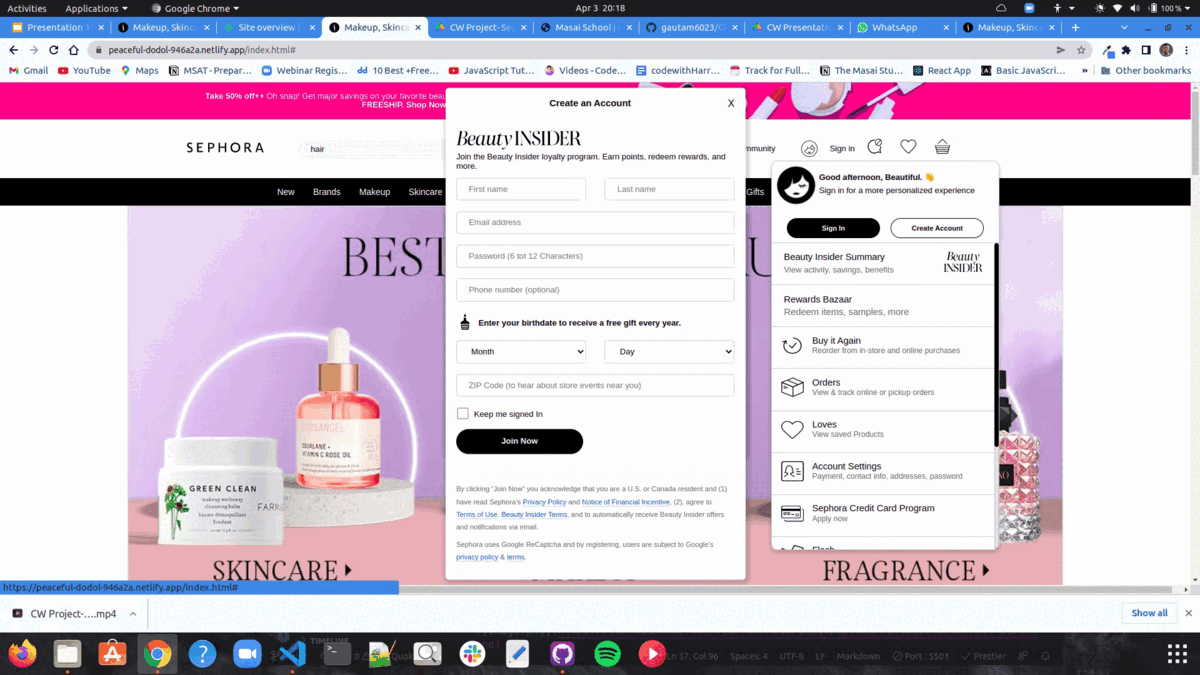 Activities Applications Google Chrome Apr 3 20:18 100 %
Presentation Makeup, Skinc Site overview Makeup, Skinc CW Project-Se Masai School gautam6023/G CW Presentat WhatsApp Makeup, Skinc
peaceful-dodol-946a2a.netlify.app/index.html#
Gmail YouTube Maps MSAT - Prepar... Webinar Regis... 10 Best +Free... JavaScript Tut... Videos - Code... codewithHarr... Track for Full... The Masai Stu... React App Basic JavaScri... » Other bookmarks
Take 50% off++ Oh snap! Get major savings on your favorite
FREESHIP. Shop Now
Create an Account X
SEPHORA hair
mmunity Sign in
Beauty INSIDER
Join the Beauty Insider loyalty program. Earn points, redeem rewards, and
more.
New Brands Makeup Skincare Gifts
First name Last name
Email address
Password (6 tot 12 Characters)
Phone number (optional)
Enter your birthdate to receive a free gift every year.
Month Day
ZIP Code (to hear about store events near you)
Keep me signed In
Join Now
By clicking "Join Now" you acknowledge that you are a U.S. or Canada resident and (1)
have read Sephora's Privacy Policy and Notice of Financial Incentive, (2), agree to
Terms of Use, Beauty Insider Terms, and to automatically receive Beauty Insider offers
and notifications via email.
Sephora uses Google ReCaptcha and by registering, users are subject to Google's
privacy policy & terms.
Good afternoon, Beautiful. 👋
Sign in for a more personalized experience
Sign In Create Account
Beauty Insider Summary
View activity, savings, benefits
Beauty
INSIDER
Rewards Bazaar
Redeem items, samples, more
Buy it Again
Reorder from in-store and online purchases
Orders
View & track online or pickup orders
Loves
View saved Products
Account Settings
Payment, contact info, addresses, password
Sephora Credit Card Program
Apply now
BEST
GREEN CLEAN
makeup meltaway
cleansing balm
baume démaquillant
fondant
FARM
SQUALANE +
VITAMIN C ROSE OIL
SKINCARE
FRAGRANCE
https://peaceful-dodol-946a2a.netlify.app/index.html#
CW Project-....mp4 Show all
TIMELINE
Ln 37, Col 96 Spaces: 4 UTF-8 LF Markdown Port : 5501 Prettier